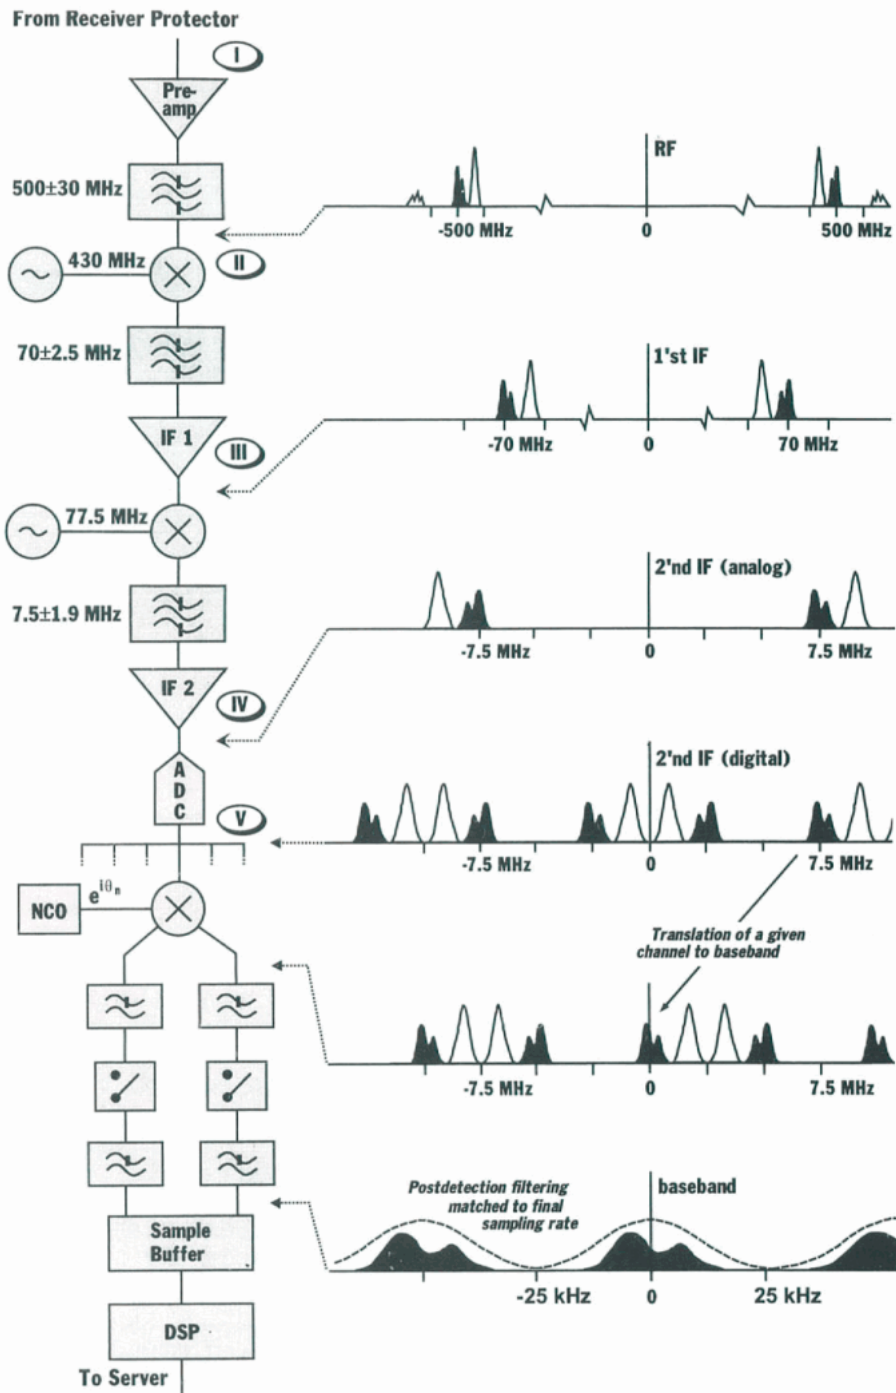 From Receiver Protector
I
Pre-
amp
RF
500±30 MHz
-500 MHz
0
500 MHz
430 MHz
II
70±2.5 MHz
1'st IF
IF 1
III
-70 MHz
0
70 MHz
77.5 MHz
2'nd IF (analog)
7.5±1.9 MHz
-7.5 MHz
0
7.5 MHz
IF 2
IV
2'nd IF (digital)
A
D
C
V
-7.5 MHz
0
7.5 MHz
NCO
e^iθn
Translation of a given
channel to baseband
-7.5 MHz
0
7.5 MHz
Postdetection filtering
matched to final
sampling rate
baseband
Sample
Buffer
-25 kHz
0
25 kHz
DSP
To Server